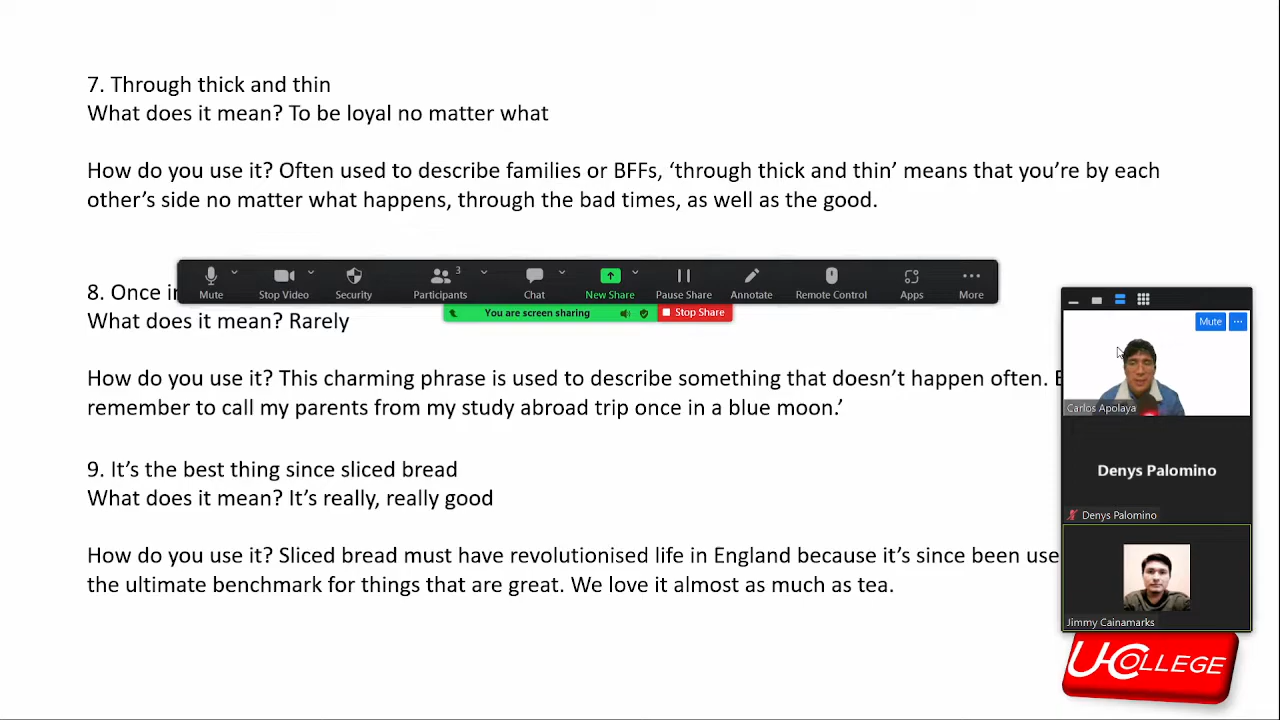 7. Through thick and thin
What does it mean? To be loyal no matter what
How do you use it? Often used to describe families or BFFs, ‘through thick and thin’ means that you’re by each
other’s side no matter what happens, through the bad times, as well as the good.
Mute
Stop Video
Security
3
Participants
Chat
New Share
Pause Share
Annotate
Remote Control
Apps
More
You are screen sharing
Stop Share
8. Once
What does it mean? Rarely
How do you use it? This charming phrase is used to describe something that doesn’t happen often.
remember to call my parents from my study abroad trip once in a blue moon.’
9. It’s the best thing since sliced bread
What does it mean? It’s really, really good
How do you use it? Sliced bread must have revolutionised life in England because it’s since been use
the ultimate benchmark for things that are great. We love it almost as much as tea.
Mute
Carlos Apolaya
Denys Palomino
Denys Palomino
Jimmy Cainamarks
U-COLLEGE